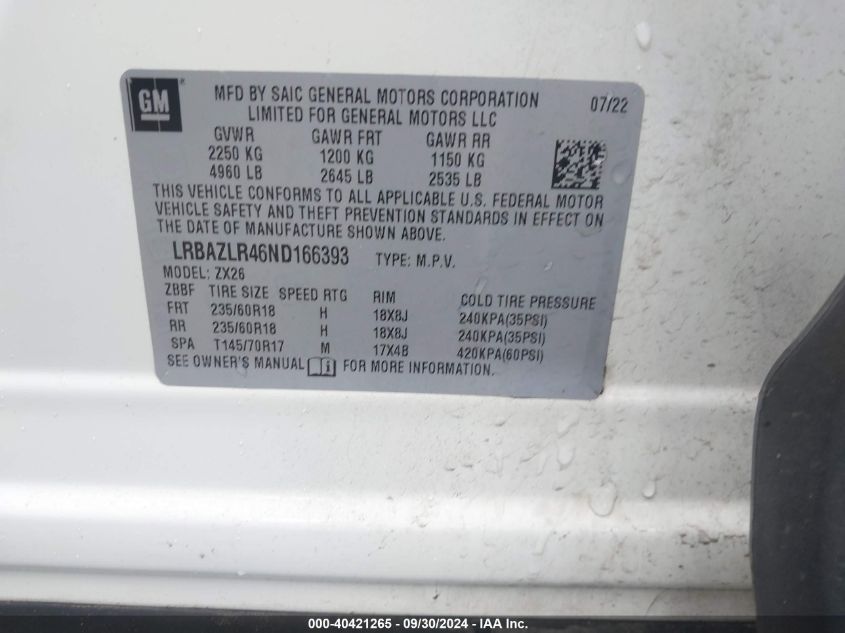 GM
MFD BY SAIC GENERAL MOTORS CORPORATION 07/22
LIMITED FOR GENERAL MOTORS LLC
GVWR GAWR FRT GAWR RR
2250 KG 1200 KG 1150 KG
4960 LB 2645 LB 2535 LB
THIS VEHICLE CONFORMS TO ALL APPLICABLE U.S. FEDERAL MOTOR
VEHICLE SAFETY AND THEFT PREVENTION STANDARDS IN EFFECT ON
THE DATE OF MANUFACTURE SHOWN ABOVE.
LRBAZLR46ND166393 TYPE: M.P.V.
MODEL: ZX26
ZBBF TIRE SIZE SPEED RTG RIM COLD TIRE PRESSURE
FRT 235/60R18 H 18X8J 240KPA(35PSI)
RR 235/60R18 H 18X8J 240KPA(35PSI)
SPA T145/70R17 M 17X4B 420KPA(60PSI)
SEE OWNER'S MANUAL FOR MORE INFORMATION.
000-40421265 - 09/30/2024 - IAA Inc.